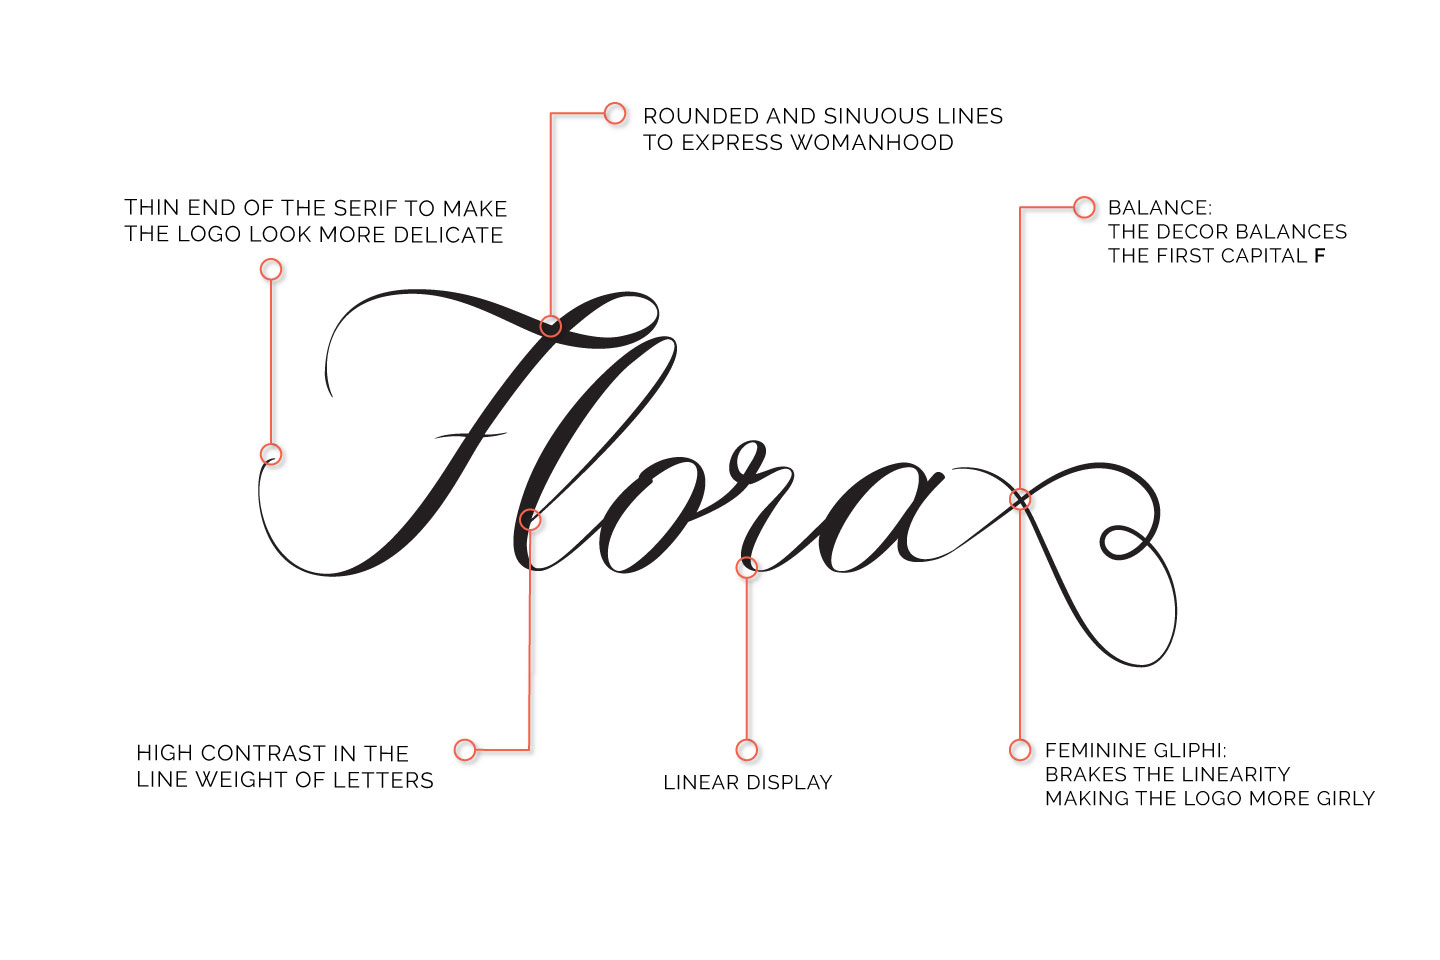 ROUNDED AND SINUOUS LINES
TO EXPRESS WOMANHOOD
THIN END OF THE SERIF TO MAKE
THE LOGO LOOK MORE DELICATE
BALANCE:
THE DECOR BALANCES
THE FIRST CAPITAL F
Flora
HIGH CONTRAST IN THE
LINE WEIGHT OF LETTERS
LINEAR DISPLAY
FEMININE GLIPHI:
BRAKES THE LINEARITY
MAKING THE LOGO MORE GIRLY